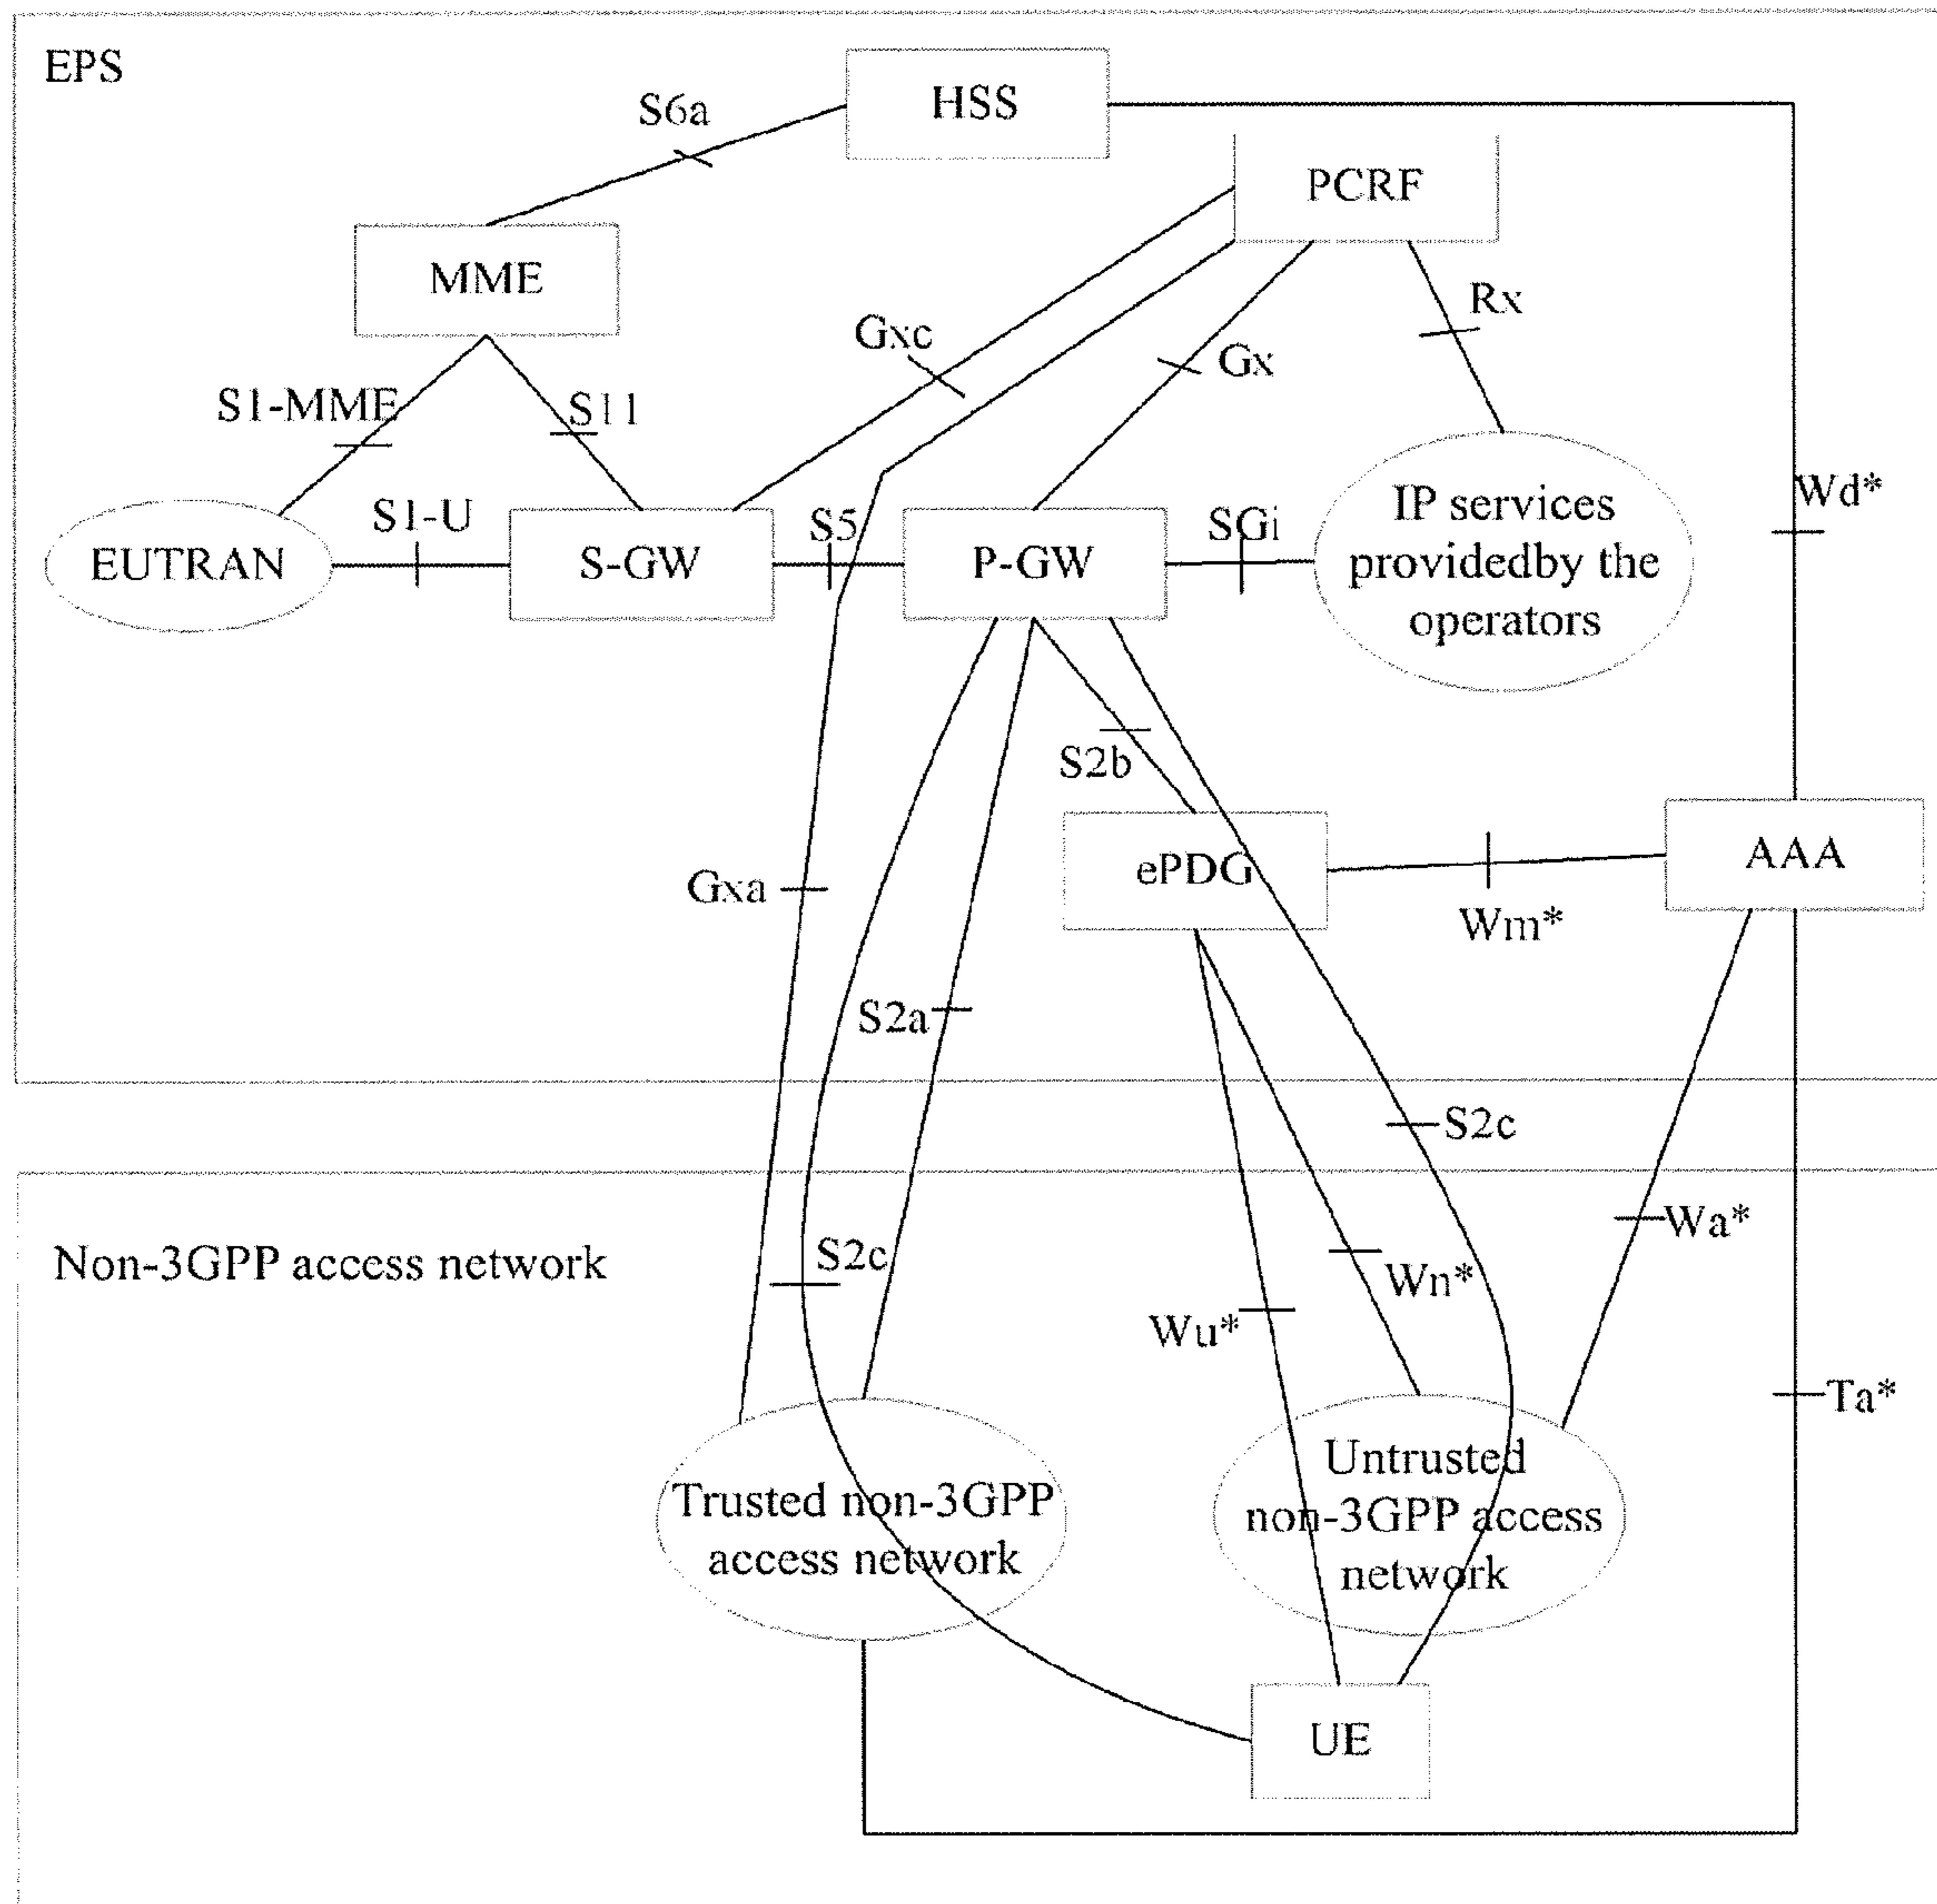 EPS
HSS
S6a
PCRF
MME
Rx
Gxc
Gx
S1-MME
S11
Wd*
S1-U
S5
SGi
IP services
providedby the
operators
EUTRAN
S-GW
P-GW
S2b
ePDG
AAA
Gxa
Wm*
S2a
S2c
Wa*
Non-3GPP access network
S2c
Wn*
Wu*
Ta*
Trusted non-3GPP
access network
Untrusted
non-3GPP access
network
UE